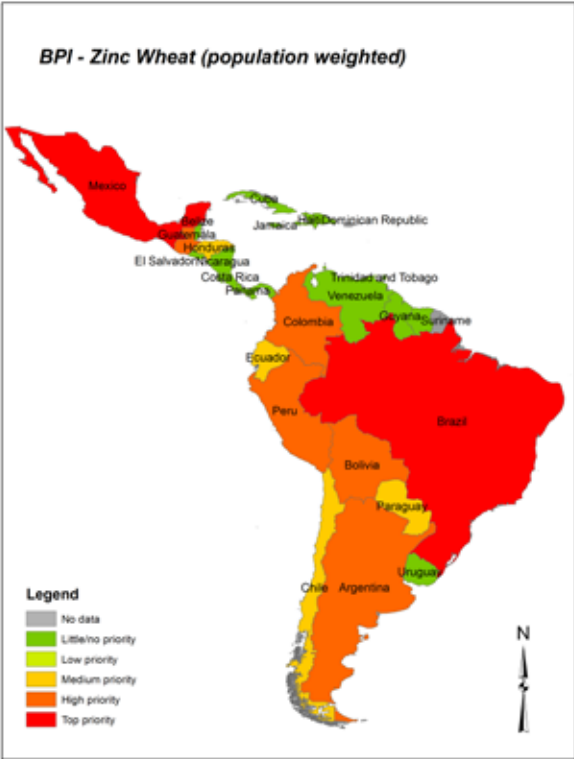 BPI - Zinc Wheat (population weighted)
Mexico
Cuba
Belize
Jamaica
Haiti
Dominican Republic
Guatemala
Honduras
El Salvador
Nicaragua
Costa Rica
Panama
Trinidad and Tobago
Venezuela
Guyana
Suriname
Colombia
Ecuador
Peru
Brazil
Bolivia
Paraguay
Chile
Argentina
Uruguay
Legend
No data
Little/no priority
Low priority
Medium priority
High priority
Top priority
N